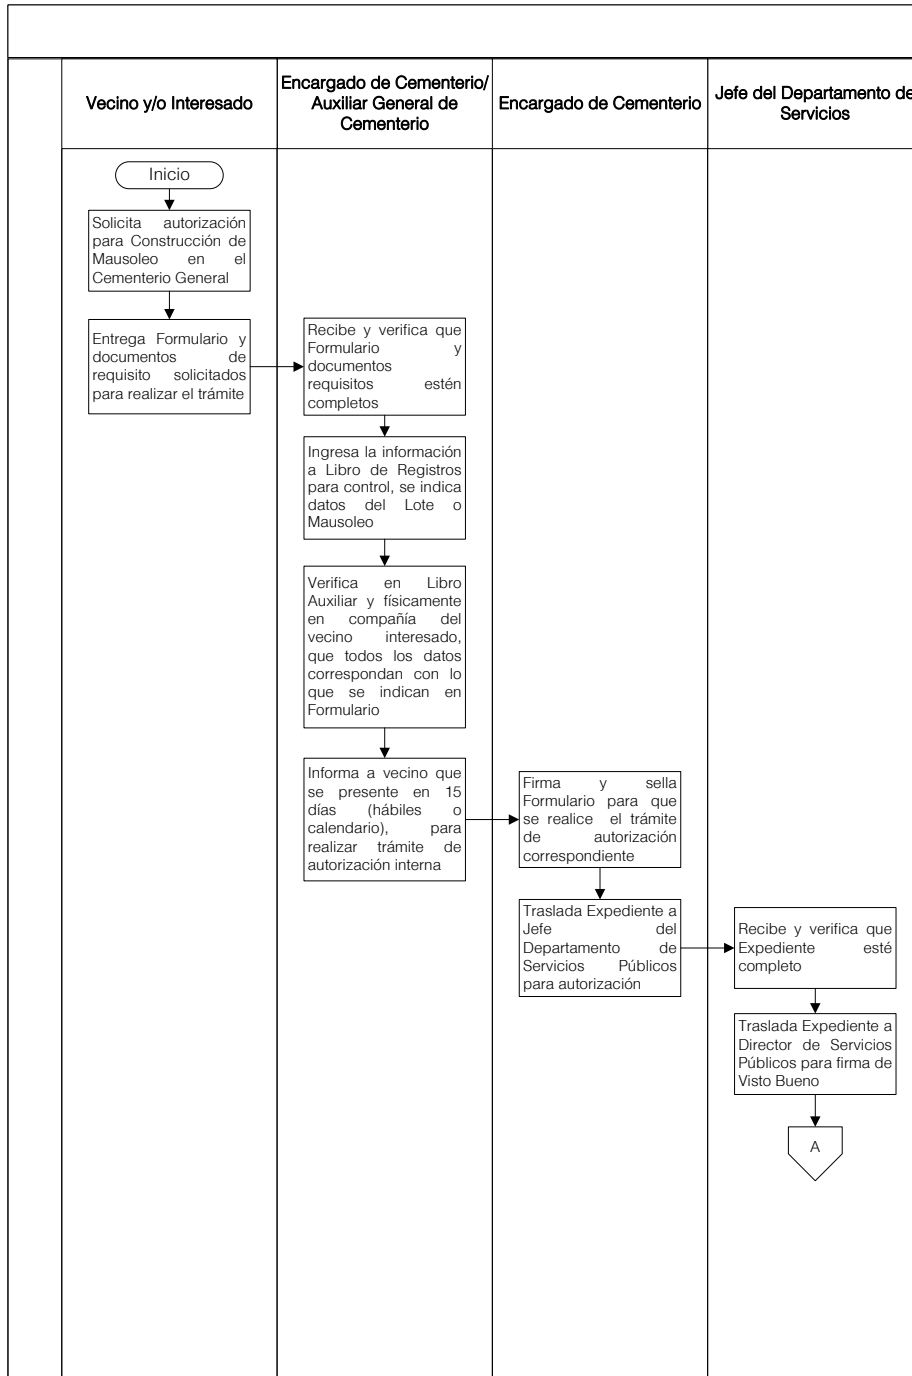 Vecino y/o Interesado
Encargado de Cementerio/
Auxiliar General de
Cementerio
Encargado de Cementerio
Jefe del Departamento de
Servicios
Inicio
Solicita autorización
para Construcción de
Mausoleo en el
Cementerio General
Entrega Formulario y
documentos de
requisito solicitados
para realizar el trámite
Recibe y verifica que
Formulario y
documentos
requisitos estén
completos
Ingresa la información
a Libro de Registros
para control, se indica
datos del Lote o
Mausoleo
Verifica en Libro
Auxiliar y físicamente
en compañía del
vecino interesado,
que todos los datos
correspondan con lo
que se indican en
Formulario
Informa a vecino que
se presente en 15
días (hábiles o
calendario), para
realizar trámite de
autorización interna
Firma y sella
Formulario para que
se realice el trámite
de autorización
correspondiente
Traslada Expediente a
Jefe del
Departamento de
Servicios Públicos
para autorización
Recibe y verifica que
Expediente esté
completo
Traslada Expediente a
Director de Servicios
Públicos para firma de
Visto Bueno
A